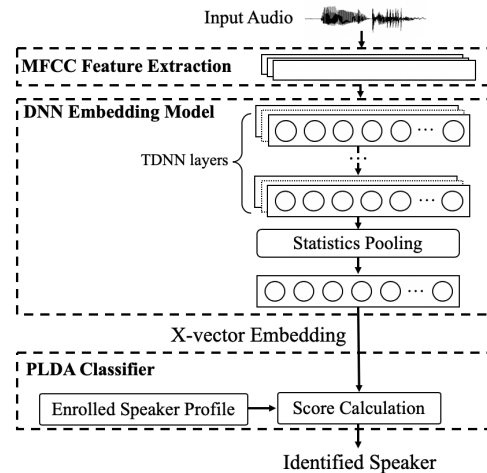 Input Audio
MFCC Feature Extraction
DNN Embedding Model
TDNN layers
...
...
...
Statistics Pooling
...
X-vector Embedding
PLDA Classifier
Enrolled Speaker Profile
Score Calculation
Identified Speaker